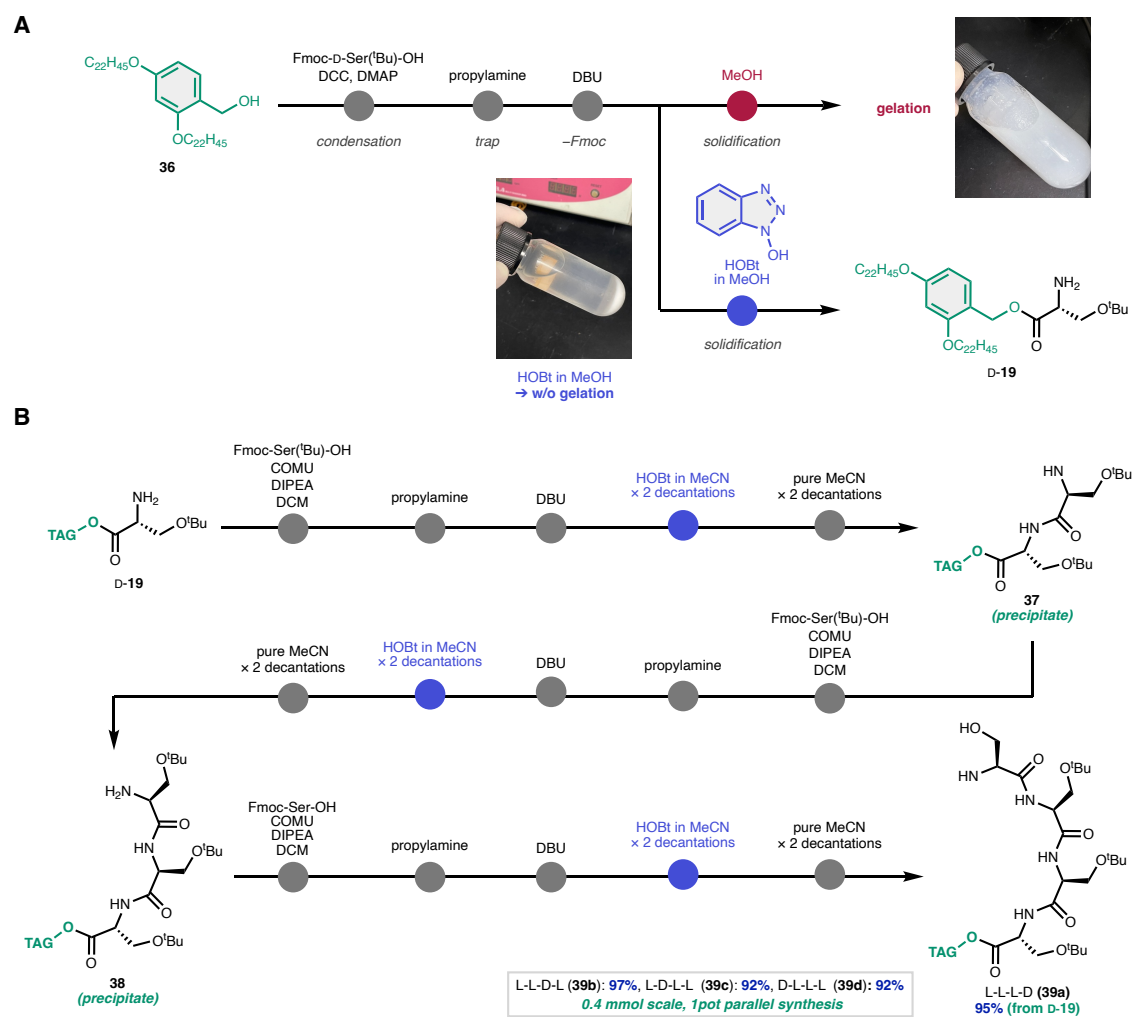 A
C₂₂H₄₅O
OH
OC₂₂H₄₅
36
Fmoc-D-Ser(ᵗBu)-OH
DCC, DMAP
condensation
propylamine
trap
DBU
−Fmoc
MeOH
solidification
gelation
N
N
N
OH
HOBt
in MeOH
solidification
HOBt in MeOH
➔ w/o gelation
C₂₂H₄₅O
OC₂₂H₄₅
O
O
NH₂
OᵗBu
D-19
B
TAG
O
O
NH₂
OᵗBu
D-19
Fmoc-Ser(ᵗBu)-OH
COMU
DIPEA
DCM
propylamine
DBU
HOBt in MeCN
× 2 decantations
pure MeCN
× 2 decantations
HN
OᵗBu
HN
O
TAG
O
O
OᵗBu
37
(precipitate)
Fmoc-Ser(ᵗBu)-OH
COMU
DIPEA
DCM
propylamine
DBU
HOBt in MeCN
× 2 decantations
pure MeCN
× 2 decantations
OᵗBu
H₂N
O
HN
OᵗBu
HN
O
TAG
O
O
OᵗBu
38
(precipitate)
Fmoc-Ser-OH
COMU
DIPEA
DCM
propylamine
DBU
HOBt in MeCN
× 2 decantations
pure MeCN
× 2 decantations
HO
HN
O
OᵗBu
HN
O
HN
OᵗBu
HN
O
TAG
O
O
OᵗBu
L-L-L-D (39a)
95% (from D-19)
L-L-D-L (39b): 97%, L-D-L-L (39c): 92%, D-L-L-L (39d): 92%
0.4 mmol scale, 1pot parallel synthesis